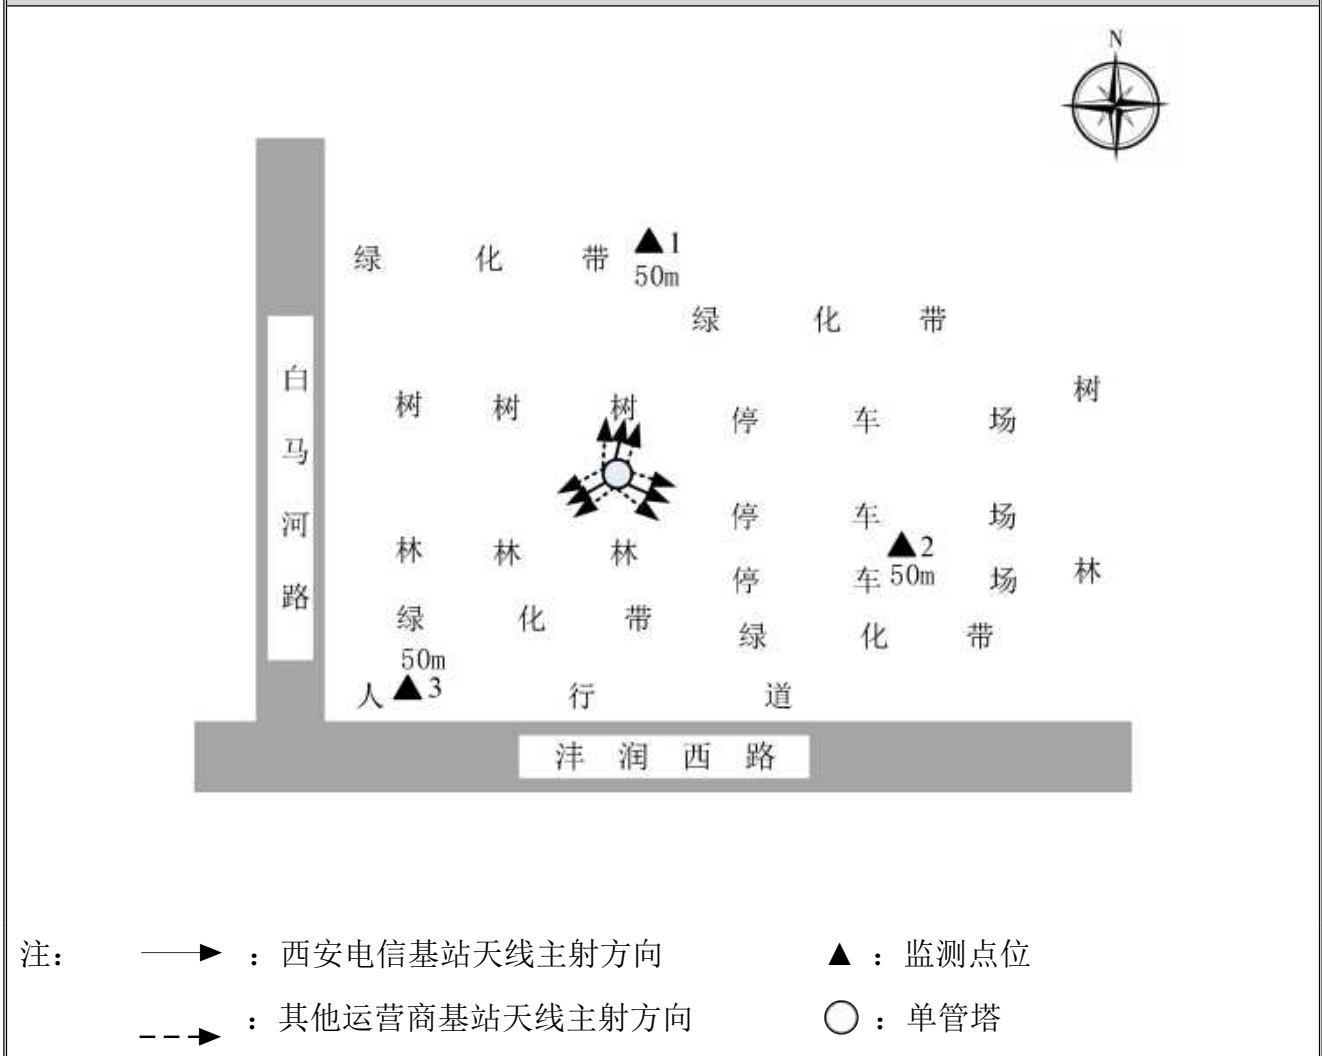 N
绿 化 带 ▲1
50m
绿 化 带
白马河路
树 树 树
停 车 场
树
停 车 场
林 林 林
▲2
50m
停 车 场
林
绿 化 带
绿 化 带
50m
人 ▲3 行 道
沣润西路
注： ：西安电信基站天线主射方向 ▲：监测点位
：其他运营商基站天线主射方向 ：单管塔